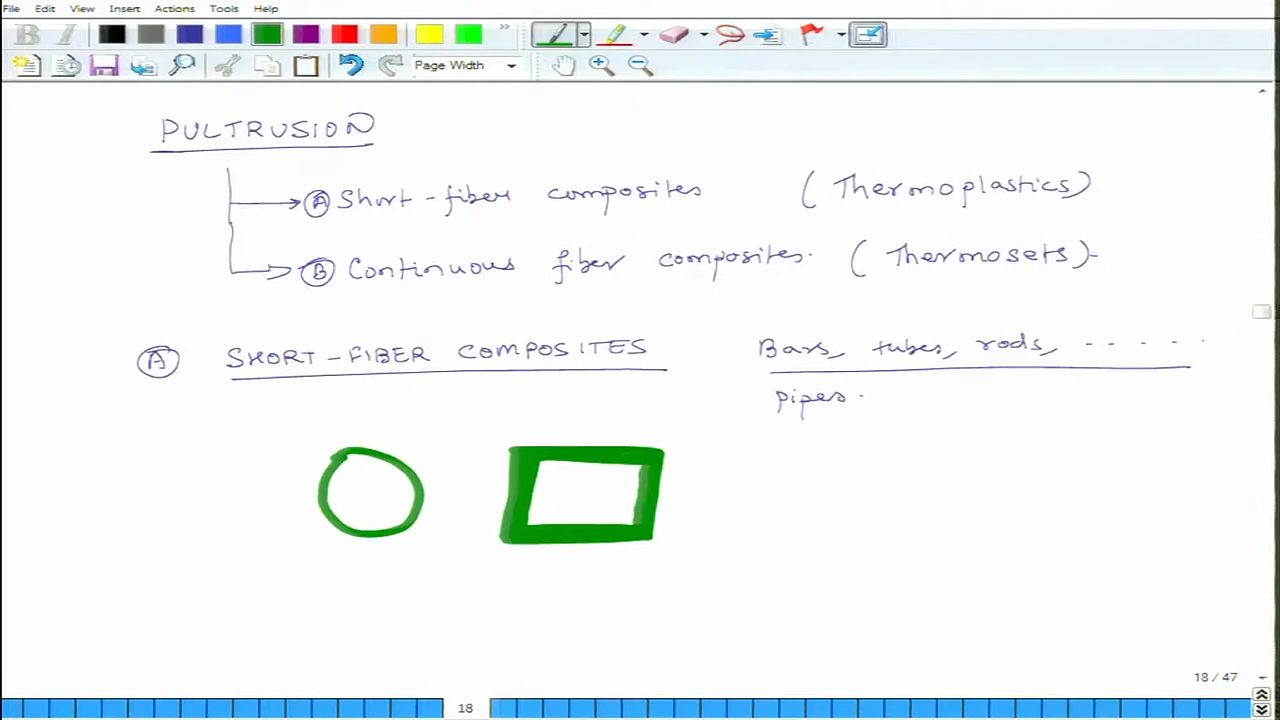 File Edit View Insert Actions Tools Help
B I
Page Width
PULTRUSION
A Short-fiber composites (Thermoplastics)
B Continuous fiber composites. (Thermosets).
A SHORT-FIBER COMPOSITES Bars, tubes, rods, ------
pipes.
18 / 47
18